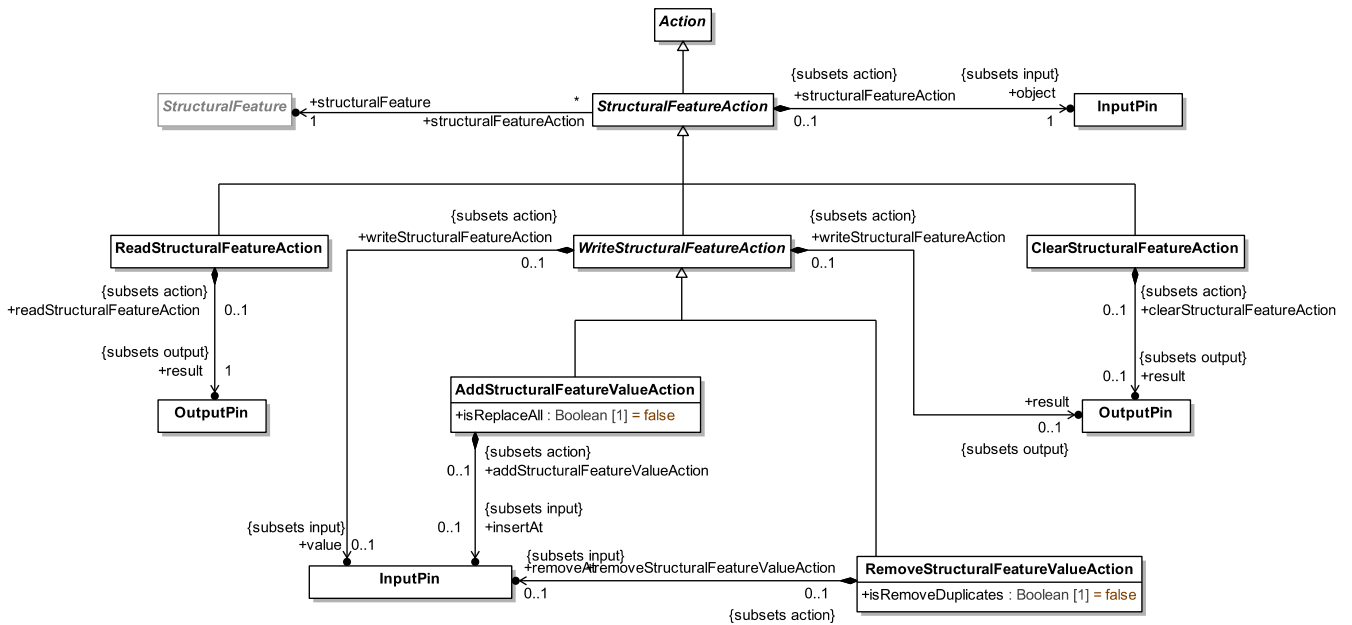 Action
{subsets action}
{subsets input}
+structuralFeature
*
StructuralFeature
StructuralFeatureAction
+structuralFeatureAction
+object
InputPin
1
+structuralFeatureAction
0..1
1
{subsets action}
{subsets action}
+writeStructuralFeatureAction
+writeStructuralFeatureAction
ReadStructuralFeatureAction
WriteStructuralFeatureAction
ClearStructuralFeatureAction
0..1
0..1
{subsets action}
+readStructuralFeatureAction
0..1
0..1
{subsets action}
+clearStructuralFeatureAction
{subsets output}
+result
1
{subsets output}
0..1
+result
OutputPin
AddStructuralFeatureValueAction
+isReplaceAll : Boolean [1] = false
+result
0..1
{subsets output}
OutputPin
{subsets action}
0..1
+addStructuralFeatureValueAction
{subsets input}
0..1
+insertAt
{subsets input}
+value
0..1
InputPin
{subsets input}
+removeAt
+removeStructuralFeatureValueAction
0..1
0..1
{subsets action}
RemoveStructuralFeatureValueAction
+isRemoveDuplicates : Boolean [1] = false